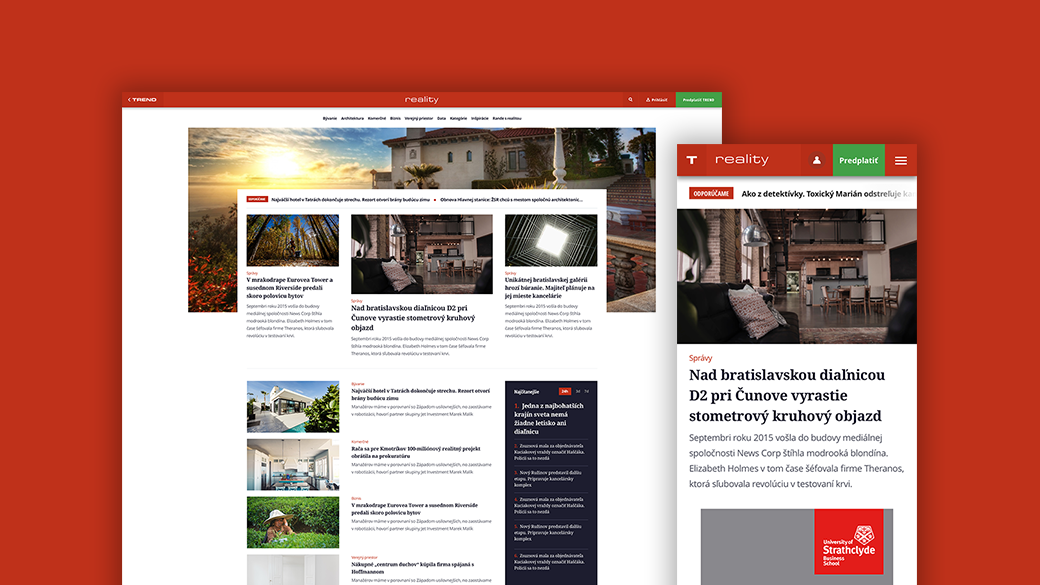 TREND
reality
Prihlásiť
Predplatiť TREND
Bývanie Architektúra Komerčné Biznis Verejný priestor Data Kategórie Inšpirácie Rande s realitou
ODPORÚČAME Najväčší hotel v Tatrách dokončuje strechu. Rezort otvorí brány budúcu zimu • Obnova Hlavnej stanice: ŽSR chcú s mestom spoločnú architektonic...
Správy
V mrakodrape Eurovea Tower a
susednom Riverside predali
skoro polovicu bytov
Septembri roku 2015 vošla do budovy
mediálnej spoločnosti News Corp štíhla
modrooká blondína. Elizabeth Holmes v tom
čase šéfovala firme Theranos, ktorá sľubovala
revolúciu v testovaní krvi.
Správy
Nad bratislavskou diaľnicou D2 pri
Čunove vyrastie stometrový kruhový
objazd
Septembri roku 2015 vošla do budovy mediálnej spoločnosti News Corp
štíhla modrooká blondína. Elizabeth Holmes v tom čase šéfovala firme
Theranos, ktorá sľubovala revolúciu v testovaní krvi.
Správy
Unikátnej bratislavskej galérii
hrozí búranie. Majiteľ plánuje na
jej mieste kancelárie
Septembri roku 2015 vošla do budovy
mediálnej spoločnosti News Corp štíhla
modrooká blondína. Elizabeth Holmes v tom
čase šéfovala firme Theranos, ktorá sľubovala
revolúciu v testovaní krvi.
Bývanie
Najväčší hotel v Tatrách dokončuje strechu. Rezort otvorí
brány budúcu zimu
Manažérov máme v porovnaní so Západom uvoľnenejších, no zaostávame
v robotizácii, hovorí partner skupiny Jet Investment Marek Malík
Komerčné
Rača sa pre Kmotríkov 100-miliónový realitný projekt
obrátila na prokuratúru
Manažérov máme v porovnaní so Západom uvoľnenejších, no zaostávame
v robotizácii, hovorí partner skupiny Jet Investment Marek Malík
Biznis
V mrakodrape Eurovea Tower a susednom Riverside
predali skoro polovicu bytov
Manažérov máme v porovnaní so Západom uvoľnenejších, no zaostávame
v robotizácii, hovorí partner skupiny Jet Investment Marek Malík
Verejný priestor
Nákupné „centrum duchov“ kúpila firma spájaná s
Hoffmannom
Manažérov máme v porovnaní so Západom uvoľnenejších, no zaostávame
v robotizácii, hovorí partner skupiny Jet Investment Marek Malík
Najčítanejšie 24h 3d 7d
1. Jedna z najbohatších
krajín sveta nemá
žiadne letisko ani
diaľnicu
2. Zoznová mala za objednávateľa
Kuciakovej vraždy označiť Haščáka.
Polícii sa to nezdá
3. Nový Ružinov predstavil ďalšiu
etapu. Pripravuje kancelársky
komplex
4. Zoznová mala za objednávateľa
Kuciakovej vraždy označiť Haščáka.
Polícii sa to nezdá
5. Nový Ružinov predstavil ďalšiu
etapu. Pripravuje kancelársky
komplex
6. Zoznová mala za objednávateľa
Kuciakovej vraždy označiť Haščáka.
Polícii sa to nezdá
T reality
Predplatiť
ODPORÚČAME Ako z detektívky. Toxický Marián odstreľuje ka
Správy
Nad bratislavskou diaľnicou
D2 pri Čunove vyrastie
stometrový kruhový objazd
Septembri roku 2015 vošla do budovy mediálnej
spoločnosti News Corp štíhla modrooká blondína.
Elizabeth Holmes v tom čase šéfovala firme Theranos,
ktorá sľubovala revolúciu v testovaní krvi.
University of
Strathclyde
Business
School